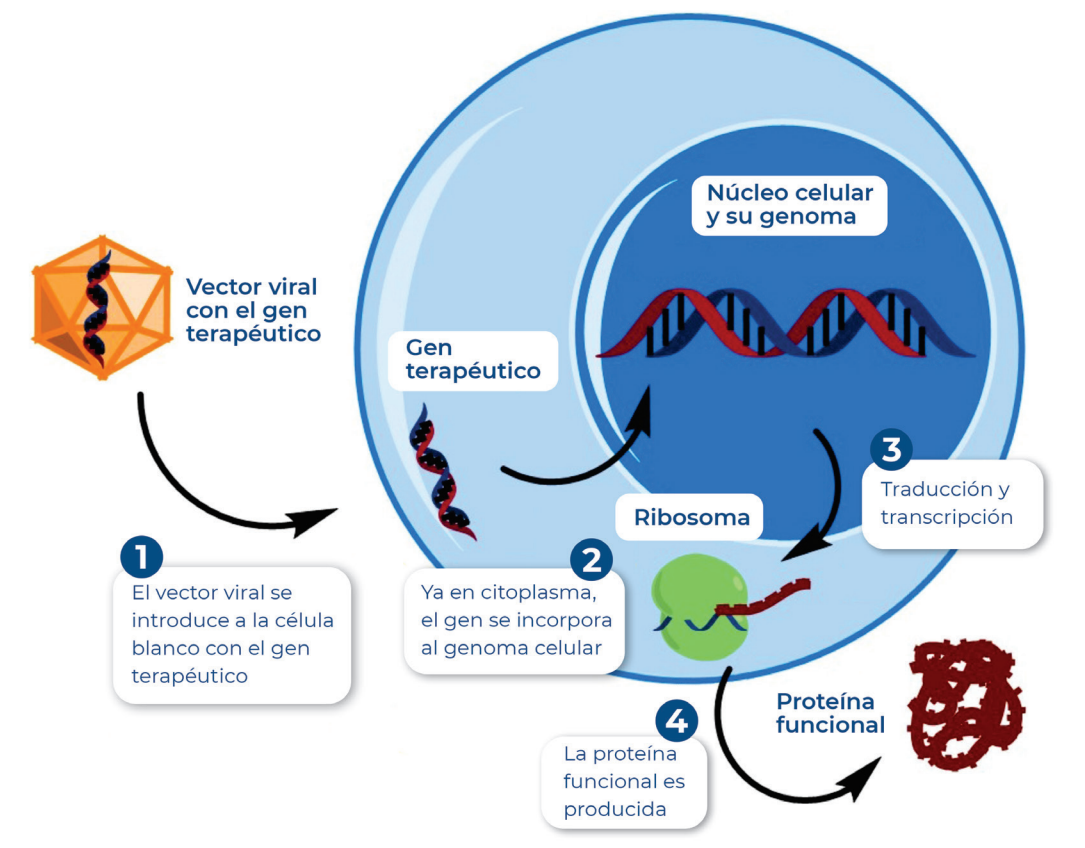 Núcleo celular
y su genoma
Vector viral
con el gen
terapéutico
Gen
terapéutico
3
Traducción y
transcripción
Ribosoma
1
El vector viral se
introduce a la célula
blanco con el gen
terapéutico
2
Ya en citoplasma,
el gen se incorpora
al genoma celular
Proteína
funcional
4
La proteína
funcional es
producida